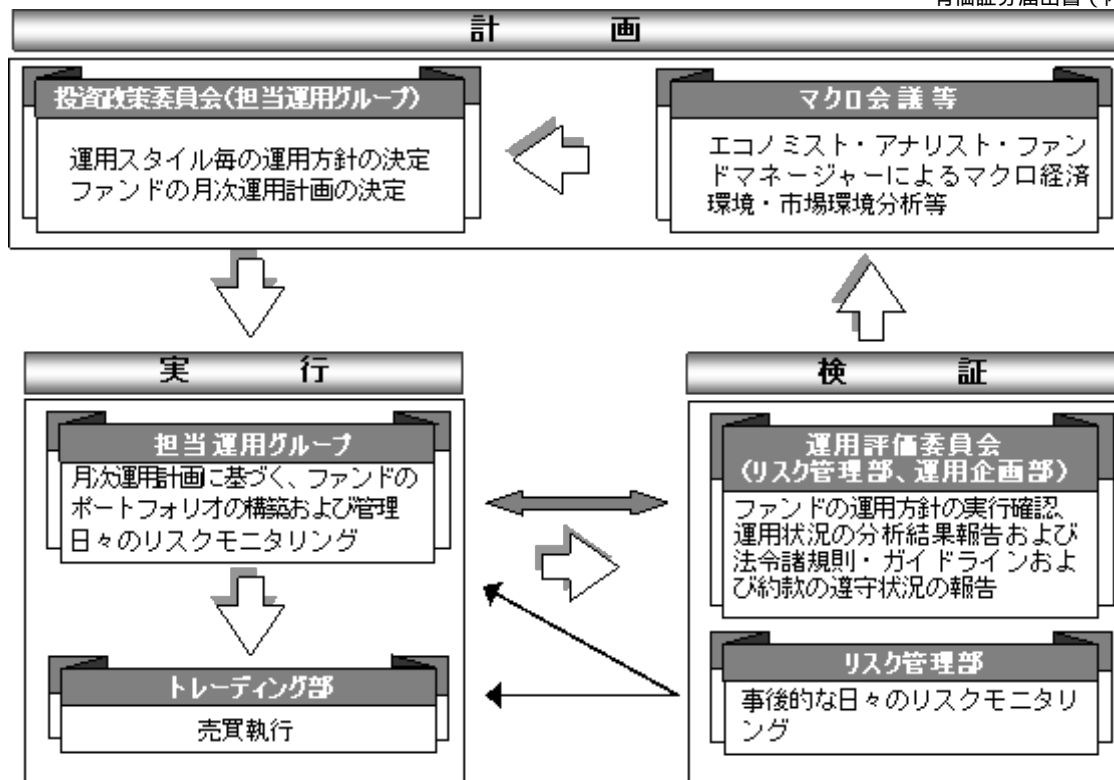 計 画
投資政策委員会(担当運用グループ)
運用スタイル毎の運用方針の決定
ファンドの月次運用計画の決定
マクロ会議等
エコノミスト・アナリスト・ファン
ドマネージャーによるマクロ経済
環境・市場環境分析等
実 行
担当運用グループ
月次運用計画に基づく、ファンドの
ポートフォリオの構築および管理
日々のリスクモニタリング
トレーディング部
売買執行
検 証
運用評価委員会
(リスク管理部、運用企画部)
ファンドの運用方針の実行確認、
運用状況の分析結果報告および
法令諸規則・ガイドラインおよ
び約款の遵守状況の報告
リスク管理部
事後的な日々のリスクモニタリ
ング